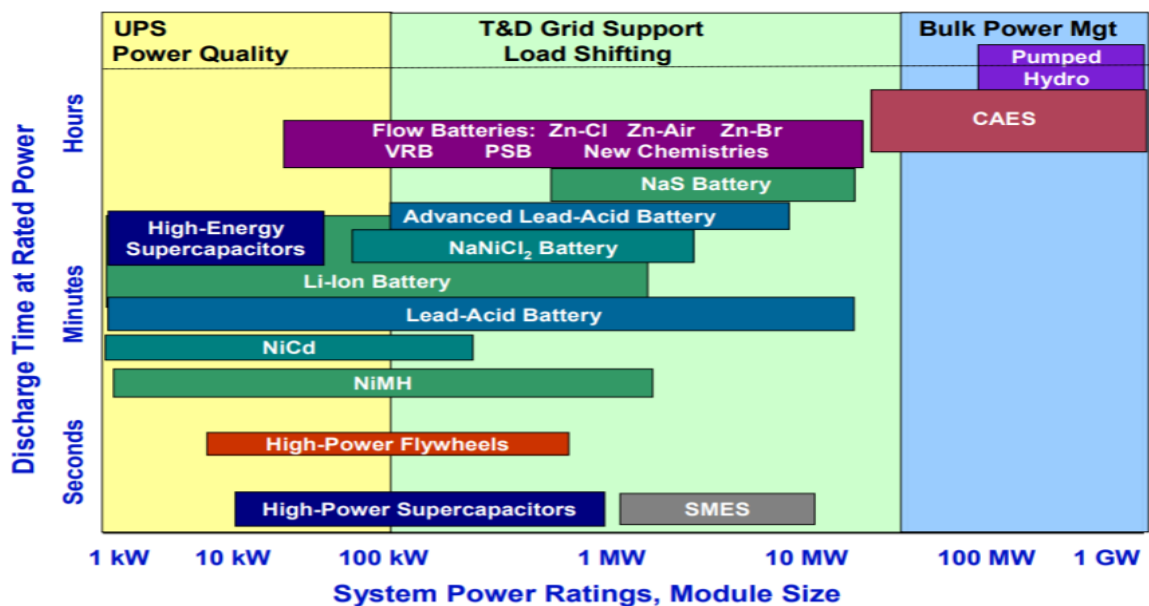 UPS
Power Quality
T&D Grid Support
Load Shifting
Bulk Power Mgt
Pumped
Hydro
CAES
Flow Batteries: Zn-Cl Zn-Air Zn-Br
VRB PSB New Chemistries
NaS Battery
Advanced Lead-Acid Battery
High-Energy
Supercapacitors
NaNiCl₂ Battery
Li-Ion Battery
Lead-Acid Battery
NiCd
NiMH
High-Power Flywheels
High-Power Supercapacitors
SMES
Discharge Time at Rated Power
Hours
Minutes
Seconds
1 kW 10 kW 100 kW 1 MW 10 MW 100 MW 1 GW
System Power Ratings, Module Size